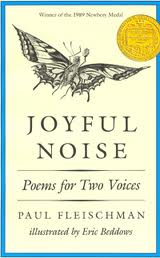 Winner of the 1989 Newbery Medal
JOYFUL
NOISE
Poems for Two Voices
PAUL FLEISCHMAN
illustrated by Eric Beddows